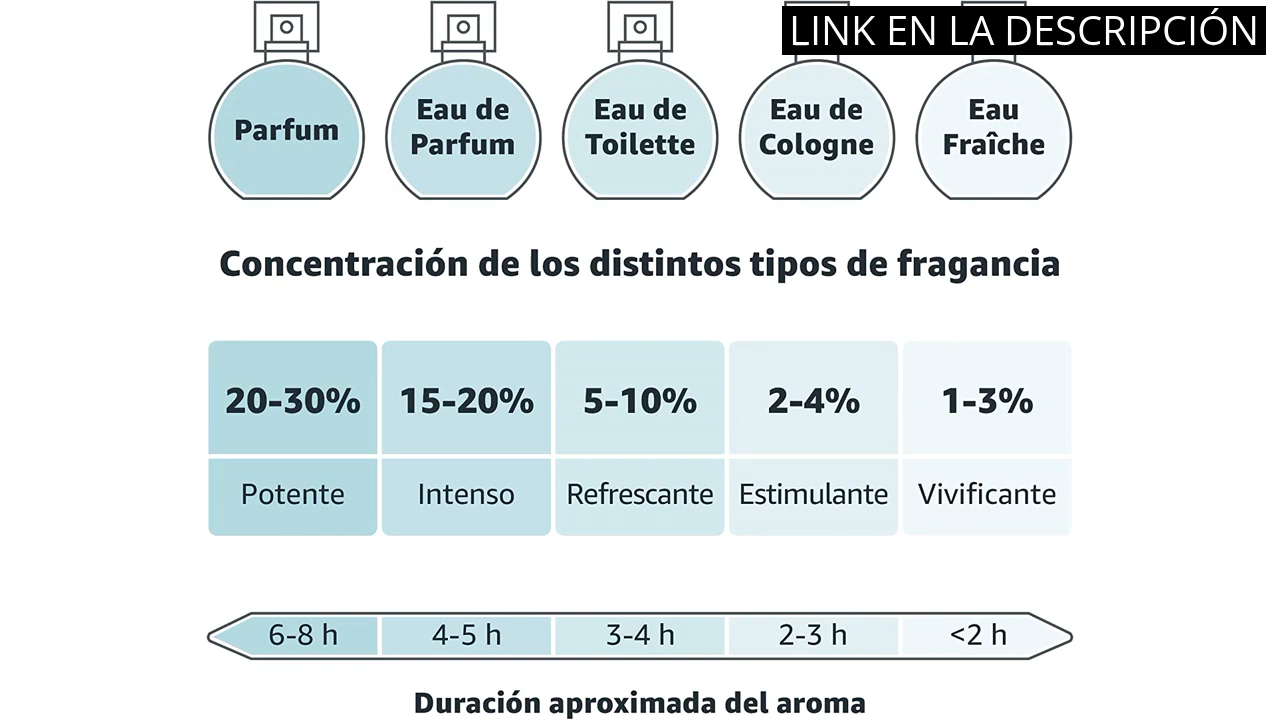 LINK EN LA DESCRIPCIÓN
Parfum
Eau de
Parfum
Eau de
Toilette
Eau de
Cologne
Eau
Fraîche
Concentración de los distintos tipos de fragancia
20-30% 15-20% 5-10% 2-4% 1-3%
Potente Intenso Refrescante Estimulante Vivificante
6-8 h 4-5 h 3-4 h 2-3 h <2 h
Duración aproximada del aroma